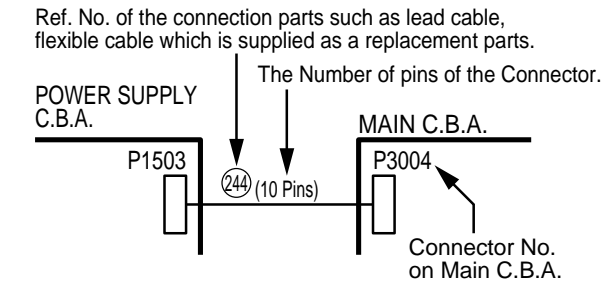 Ref. No. of the connection parts such as lead cable,
flexible cable which is supplied as a replacement parts.
The Number of pins of the Connector.
POWER SUPPLY
C.B.A.
MAIN C.B.A.
P1503
244
(10 Pins)
P3004
Connector No.
on Main C.B.A.